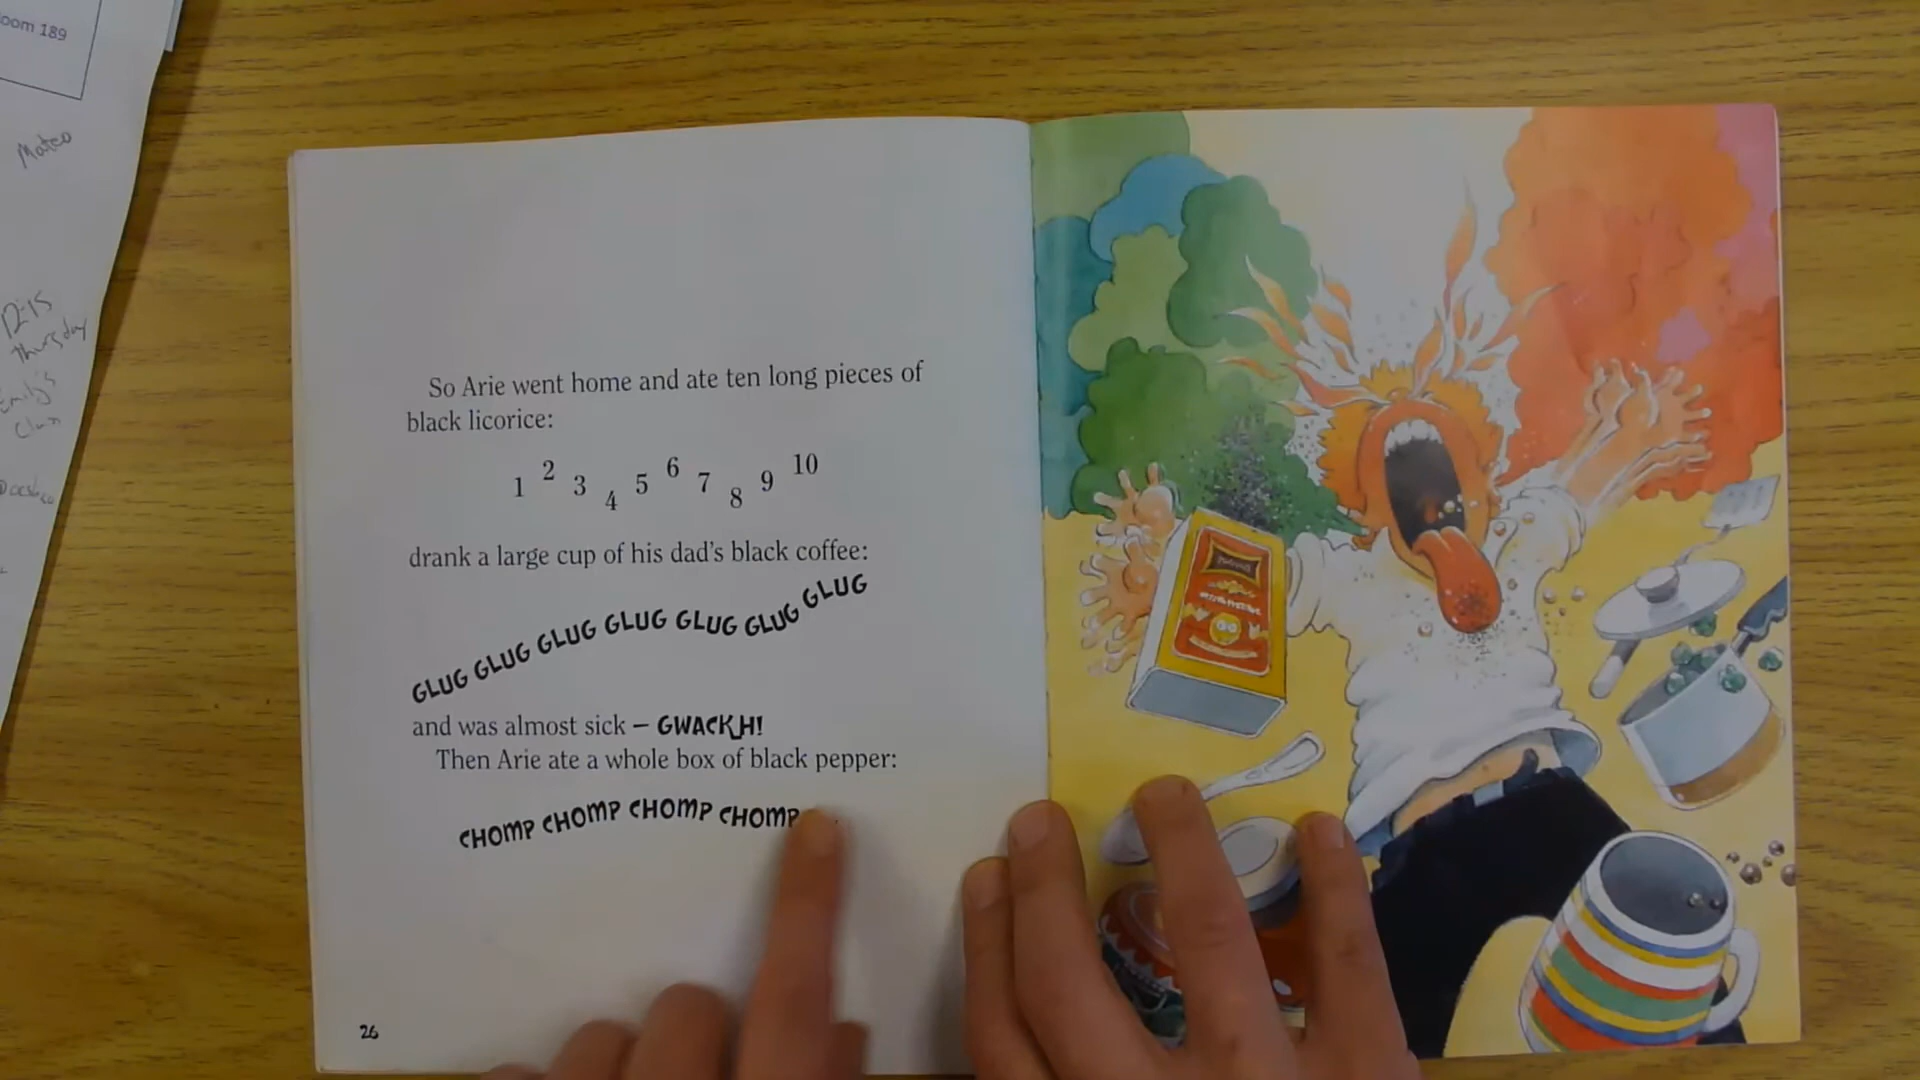 oom 189
Mateo
12:15
Thursday
Emily's
Class
So Arie went home and ate ten long pieces of
black licorice:
1 2 3 4 5 6 7 8 9 10
drank a large cup of his dad's black coffee:
GLUG GLUG GLUG GLUG GLUG GLUG GLUG
and was almost sick – GWACKH!
Then Arie ate a whole box of black pepper:
CHOMP CHOMP CHOMP CHOMP
26